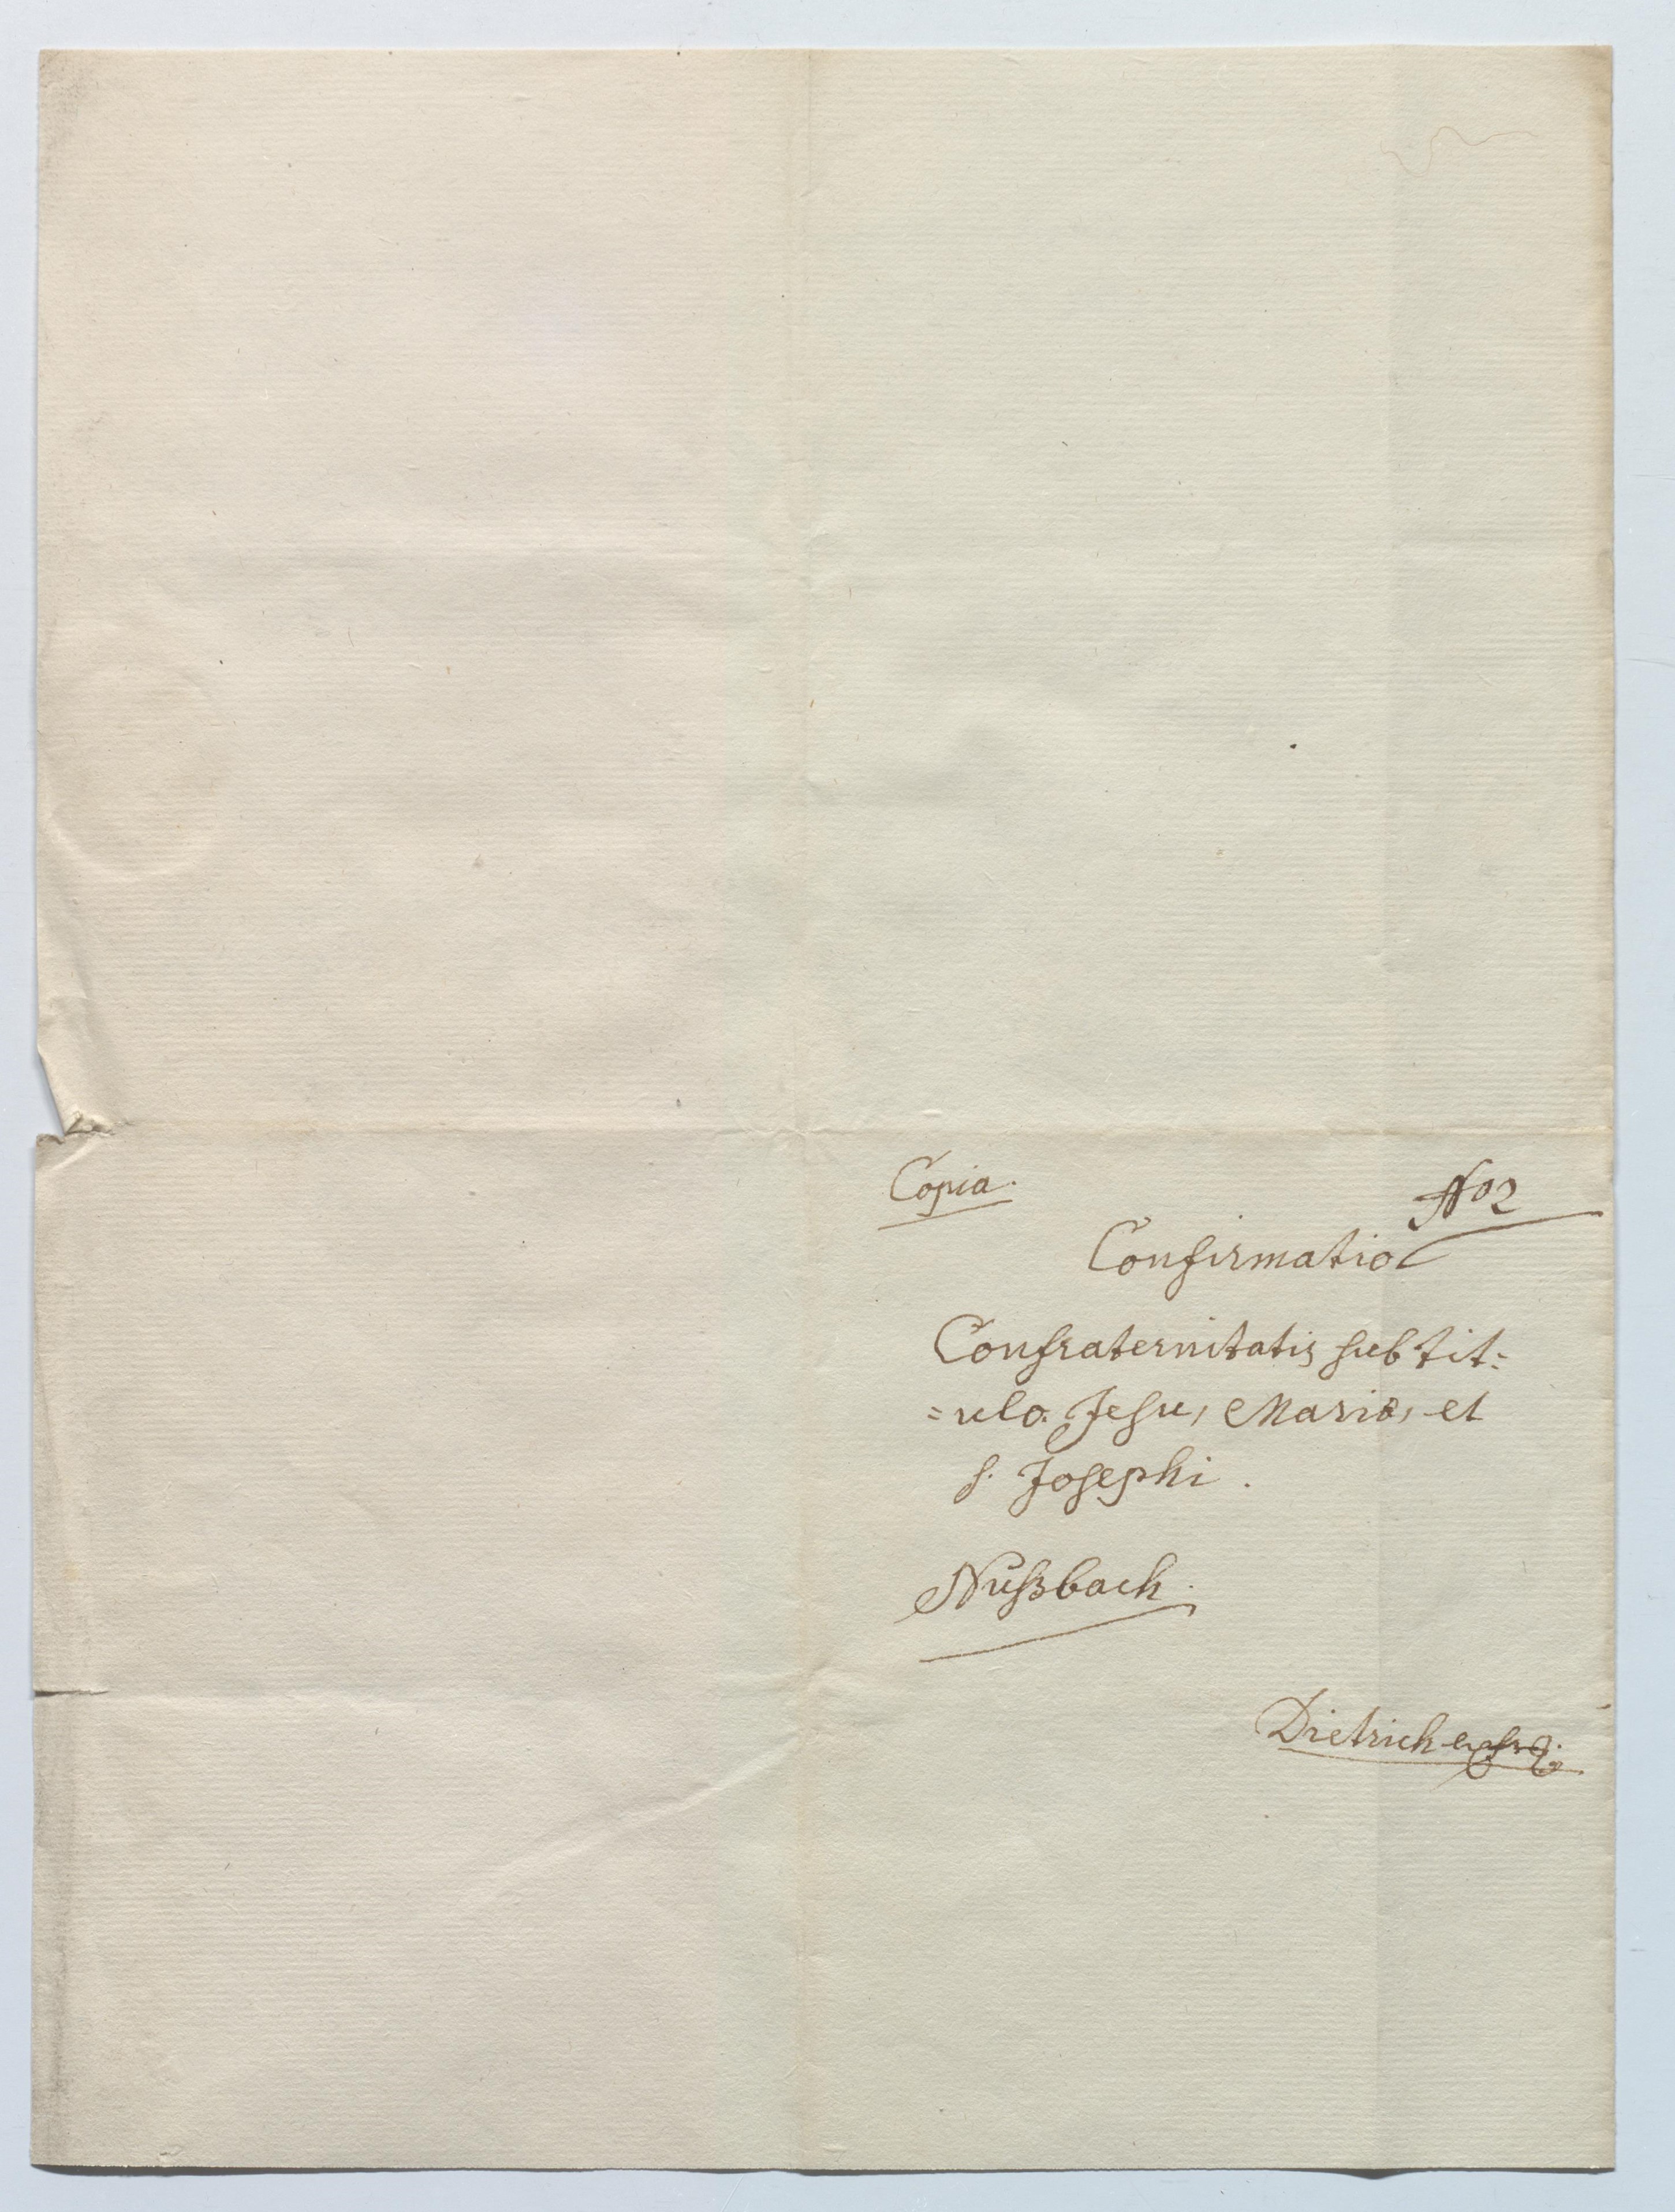 Copia.
No 2
Confirmatio
Confraternitatis sub tit=
=ulo. Jesu, Mariæ, et
S. Josephi.
Nußbach.
Dietrich